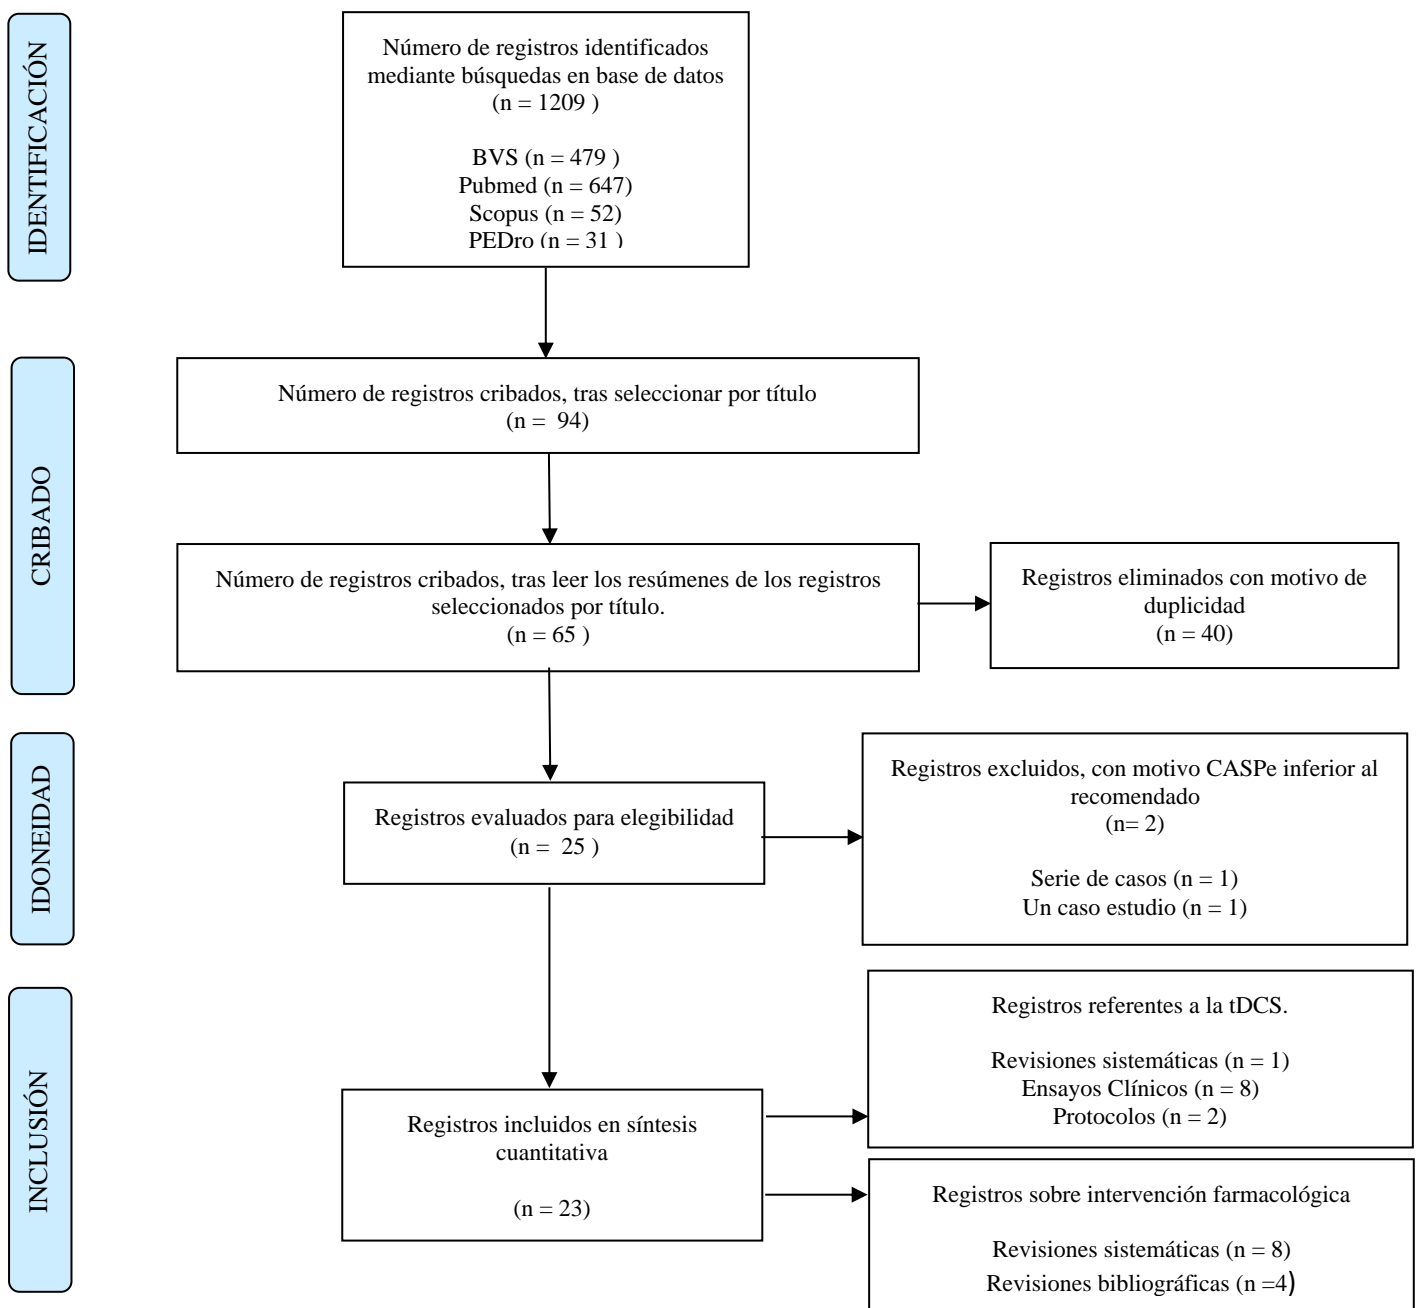 IDENTIFICACIÓN
Número de registros identificados
mediante búsquedas en base de datos
(n = 1209 )
BVS (n = 479 )
Pubmed (n = 647)
Scopus (n = 52)
PEDro (n = 31 )
CRIBADO
Número de registros cribados, tras seleccionar por título
(n =  94)
Número de registros cribados, tras leer los resúmenes de los registros
seleccionados por título.
(n = 65 )
Registros eliminados con motivo de
duplicidad
(n = 40)
IDONEIDAD
Registros evaluados para elegibilidad
(n =  25 )
Registros excluidos, con motivo CASPe inferior al
recomendado
(n= 2)
Serie de casos (n = 1)
Un caso estudio (n = 1)
INCLUSIÓN
Registros incluidos en síntesis
cuantitativa
(n = 23)
Registros referentes a la tDCS.
Revisiones sistemáticas (n = 1)
Ensayos Clínicos (n = 8)
Protocolos (n = 2)
Registros sobre intervención farmacológica
Revisiones sistemáticas (n = 8)
Revisiones bibliográficas (n =4)